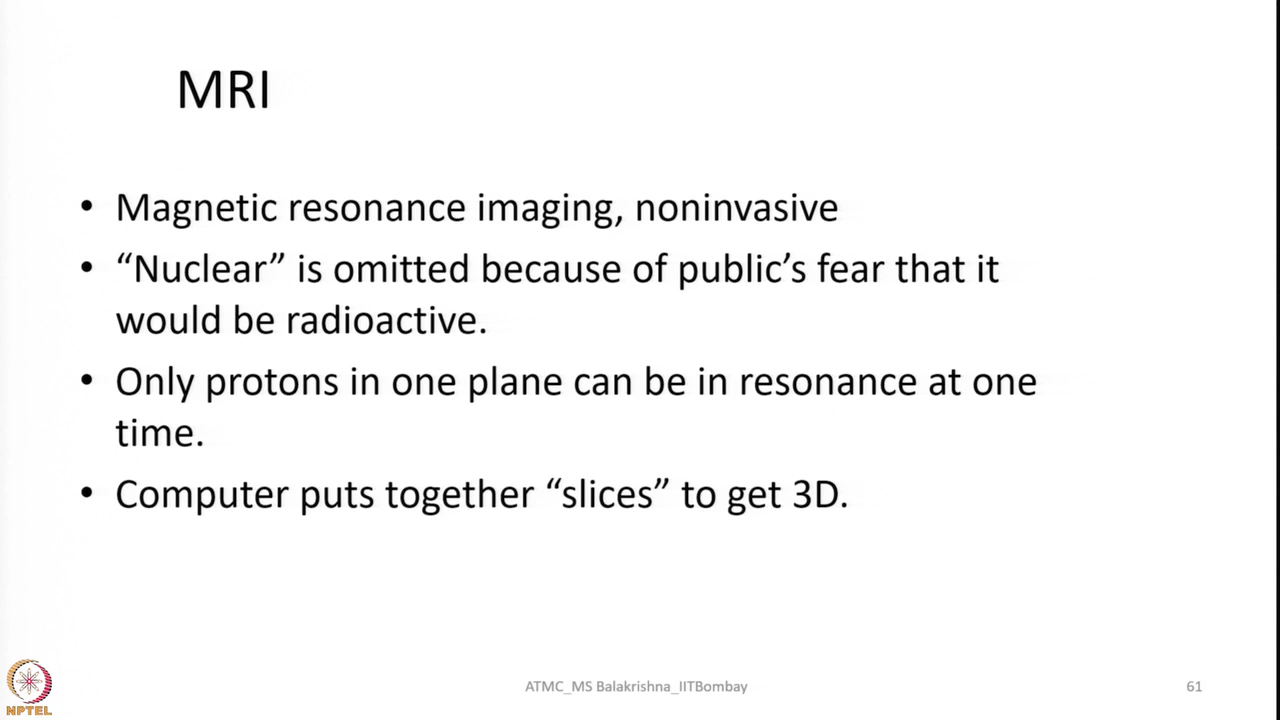 MRI
• Magnetic resonance imaging, noninvasive
• “Nuclear” is omitted because of public’s fear that it
would be radioactive.
• Only protons in one plane can be in resonance at one
time.
• Computer puts together “slices” to get 3D.
NPTEL
ATMC_MS Balakrishna_IITBombay
61